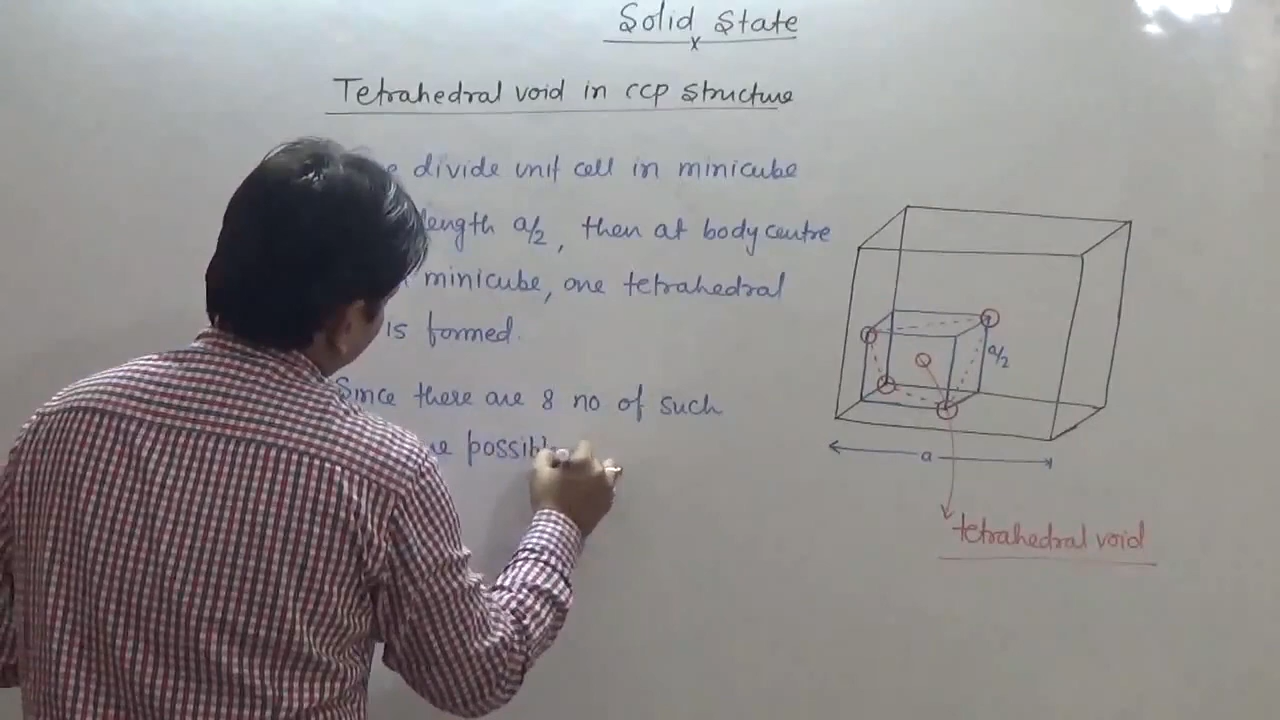 Solid State
x
Tetrahedral void in ccp structure
divide unit cell in minicube
length a/2, then at body centre
minicube, one tetrahedral
is formed.
Since there are 8 no of such
possible
a/2
a
tetrahedral void